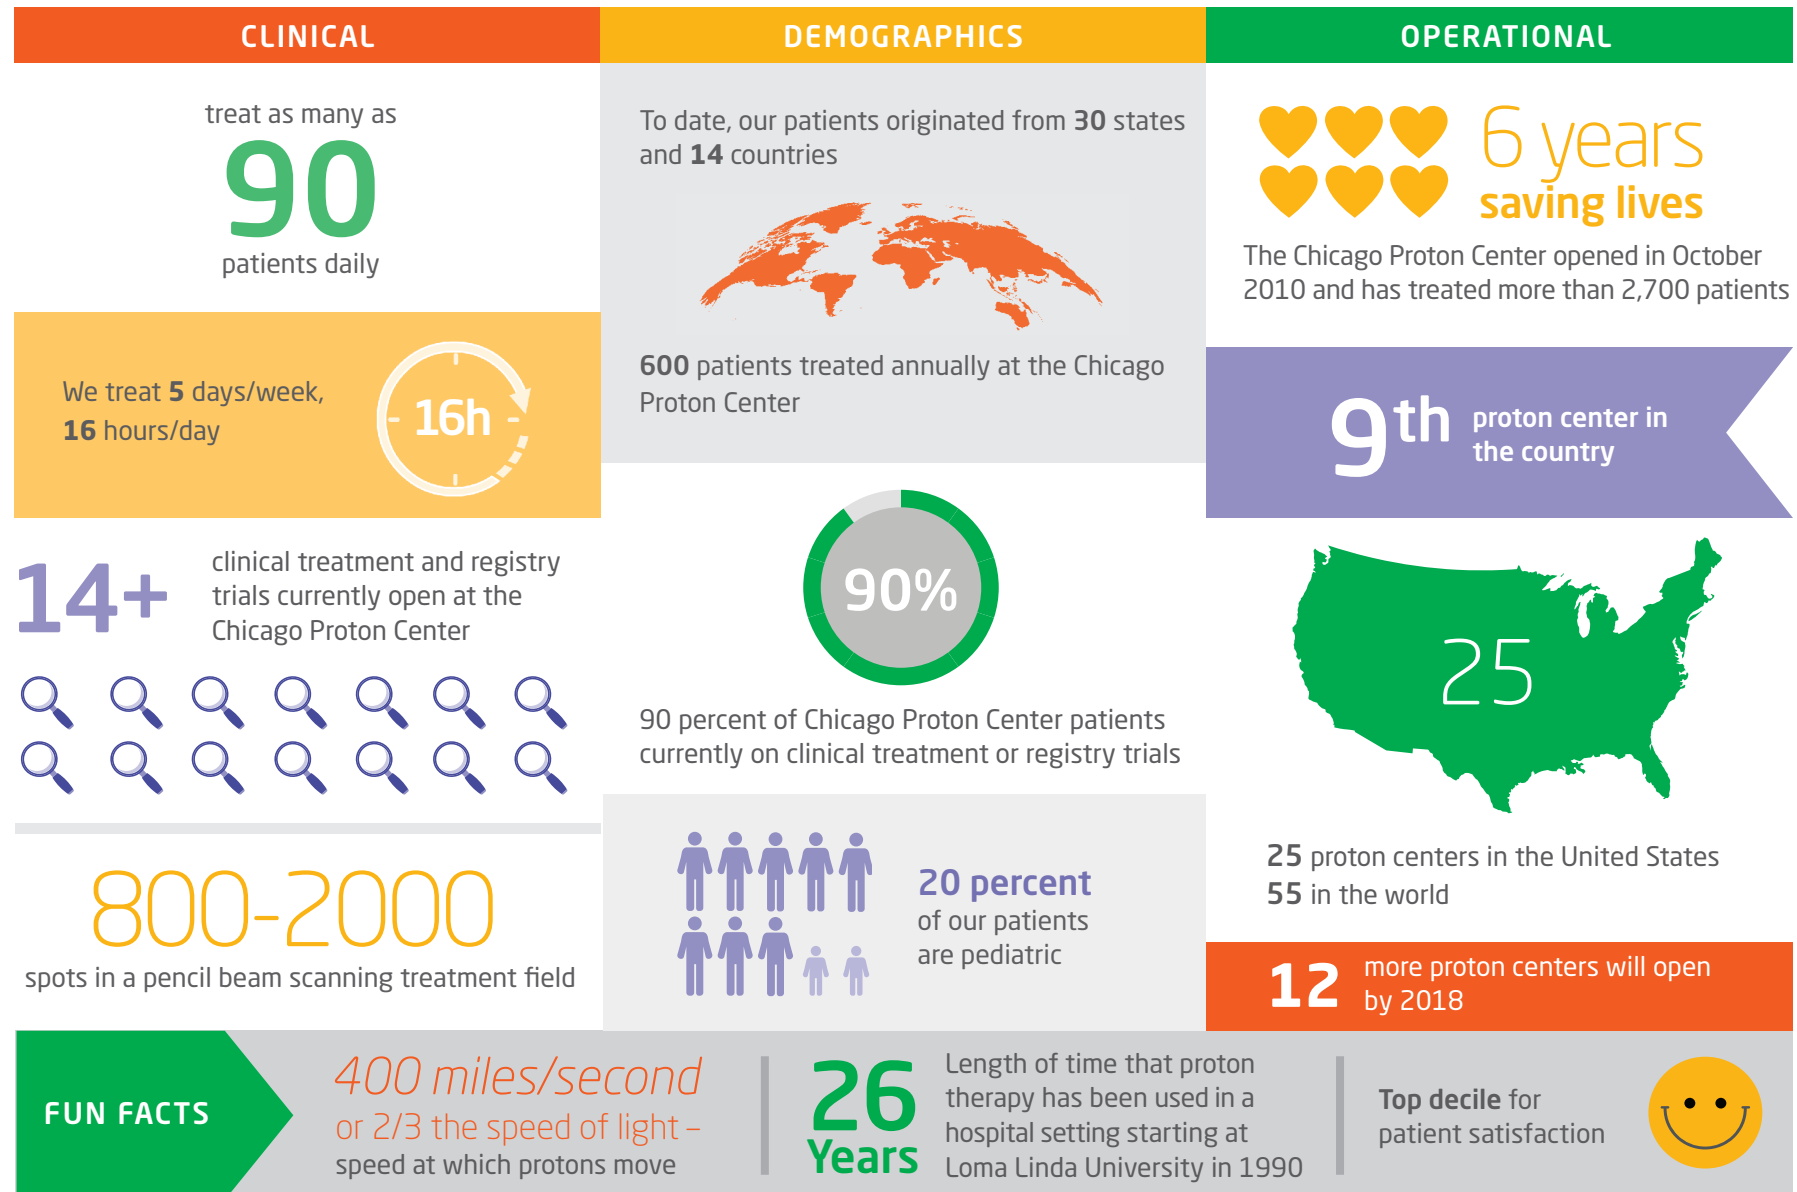 CLINICAL
treat as many as
90
patients daily
We treat 5 days/week,
16 hours/day
16h
14+
clinical treatment and registry
trials currently open at the
Chicago Proton Center
800-2000
spots in a pencil beam scanning treatment field
DEMOGRAPHICS
To date, our patients originated from 30 states
and 14 countries
600 patients treated annually at the Chicago
Proton Center
90%
90 percent of Chicago Proton Center patients
currently on clinical treatment or registry trials
20 percent
of our patients
are pediatric
OPERATIONAL
6 years
saving lives
The Chicago Proton Center opened in October
2010 and has treated more than 2,700 patients
9th
proton center in
the country
25
25 proton centers in the United States
55 in the world
12
more proton centers will open
by 2018
FUN FACTS
400 miles/second
or 2/3 the speed of light –
speed at which protons move
26
Years
Length of time that proton
therapy has been used in a
hospital setting starting at
Loma Linda University in 1990
Top decile for
patient satisfaction